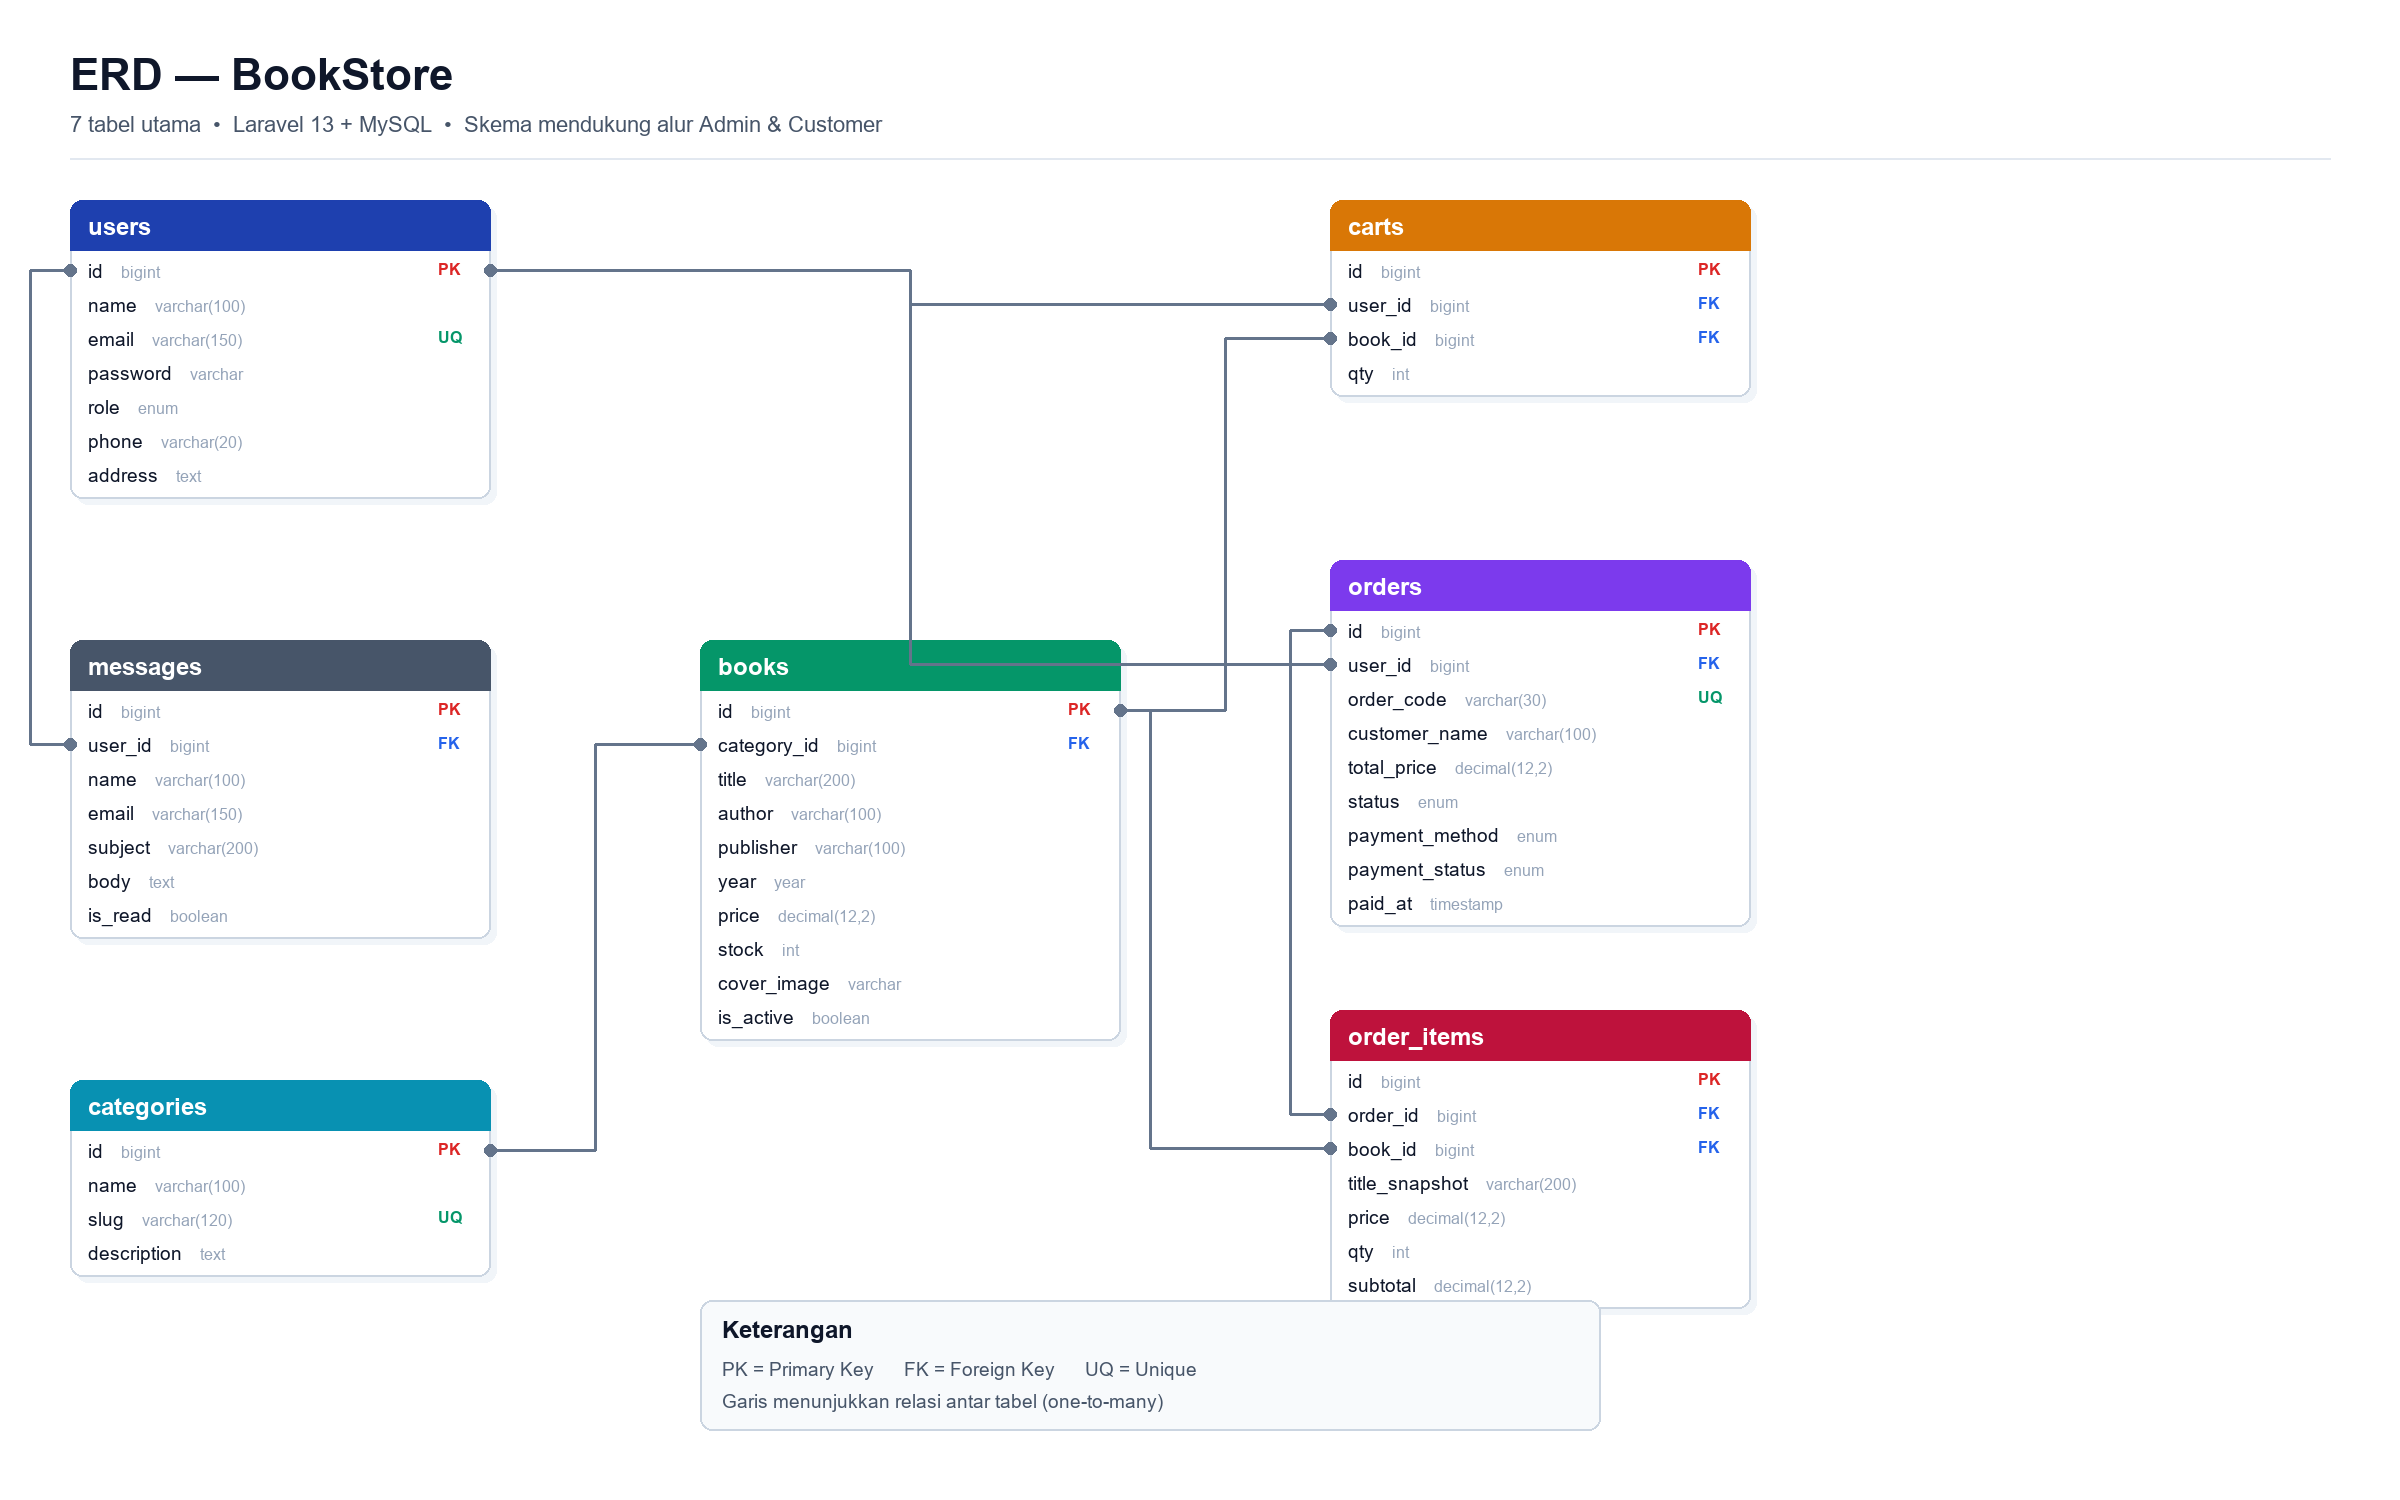 ERD — BookStore
7 tabel utama • Laravel 13 + MySQL • Skema mendukung alur Admin & Customer
users
id bigint PK
name varchar(100)
email varchar(150) UQ
password varchar
role enum
phone varchar(20)
address text
carts
id bigint PK
user_id bigint FK
book_id bigint FK
qty int
messages
id bigint PK
user_id bigint FK
name varchar(100)
email varchar(150)
subject varchar(200)
body text
is_read boolean
books
id bigint PK
category_id bigint FK
title varchar(200)
author varchar(100)
publisher varchar(100)
year year
price decimal(12,2)
stock int
cover_image varchar
is_active boolean
orders
id bigint PK
user_id bigint FK
order_code varchar(30) UQ
customer_name varchar(100)
total_price decimal(12,2)
status enum
payment_method enum
payment_status enum
paid_at timestamp
categories
id bigint PK
name varchar(100)
slug varchar(120) UQ
description text
order_items
id bigint PK
order_id bigint FK
book_id bigint FK
title_snapshot varchar(200)
price decimal(12,2)
qty int
subtotal decimal(12,2)
Keterangan
PK = Primary Key FK = Foreign Key UQ = Unique
Garis menunjukkan relasi antar tabel (one-to-many)